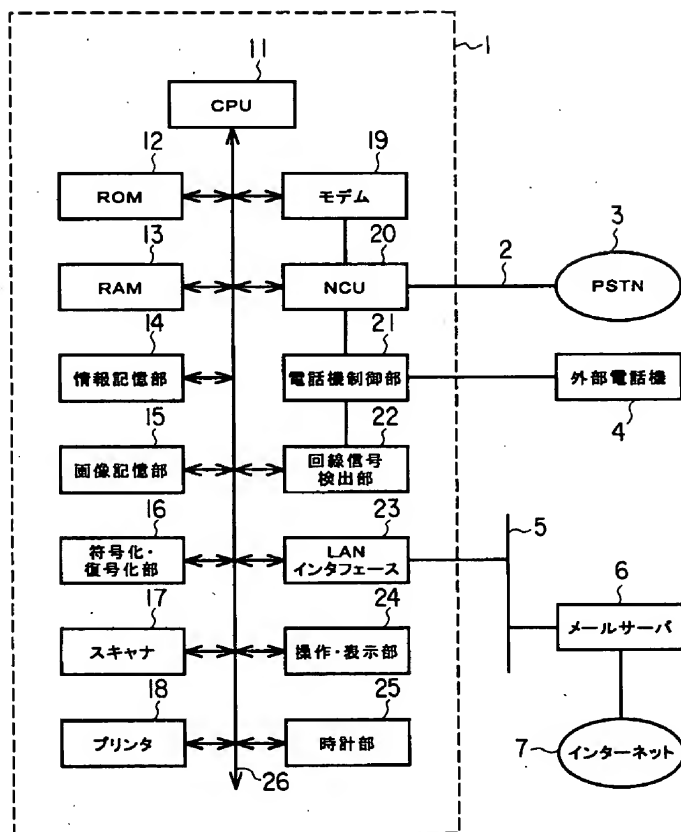 11
1
CPU
12
19
ROM
モデム
20
3
13
2
RAM
NCU
PSTN
14
21
情報記憶部
電話機制御部
外部電話機
15
22
4
画像記憶部
回線信号
検出部
16
23
5
符号化・
復号化部
LAN
インタフェース
6
17
24
メールサーバ
スキャナ
操作・表示部
18
25
プリンタ
時計部
7
インターネット
26